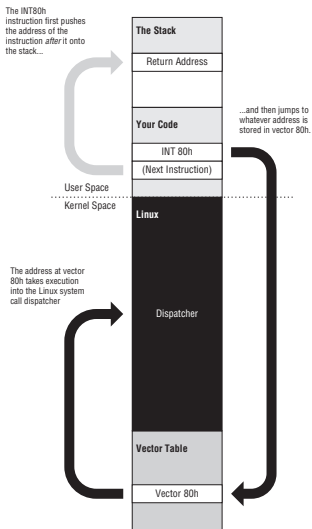 The INT80h
instruction first pushes
the address of the
instruction after it onto
the stack...
The Stack
Return Address
...and then jumps to
whatever address is
stored in vector 80h.
Your Code
INT 80h
(Next Instruction)
User Space
Kernel Space
Linux
The address at vector
80h takes execution
into the Linux system
call dispatcher
Dispatcher
Vector Table
Vector 80h